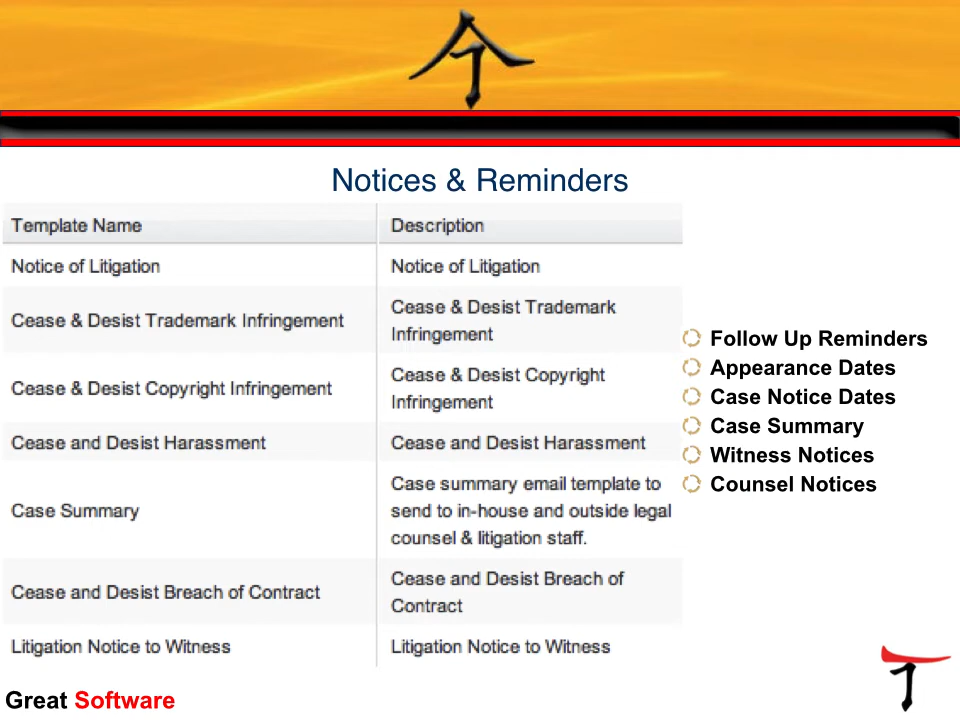 今
Notices & Reminders
Template Name Description
Notice of Litigation Notice of Litigation
Cease & Desist Trademark Infringement Cease & Desist Trademark
Infringement
Cease & Desist Copyright Infringement Cease & Desist Copyright
Infringement
Cease and Desist Harassment Cease and Desist Harassment
Case Summary Case summary email template to
send to in-house and outside legal
counsel & litigation staff.
Cease and Desist Breach of Contract Cease and Desist Breach of
Contract
Litigation Notice to Witness Litigation Notice to Witness
Follow Up Reminders
Appearance Dates
Case Notice Dates
Case Summary
Witness Notices
Counsel Notices
Great Software